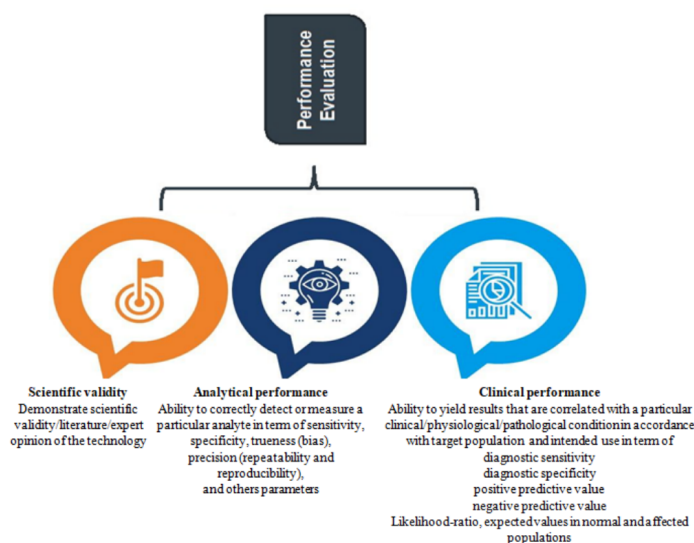 Performance
Evaluation
Scientific validity
Demonstrate scientific
validity/literature/expert
opinion of the technology
Analytical performance
Ability to correctly detect or measure a
particular analyte in term of sensitivity,
specificity, trueness (bias),
precision (repeatability and
reproducibility),
and others parameters
Clinical performance
Ability to yield results that are correlated with a particular
clinical/physiological/pathological condition in accordance
with target population and intended use in term of
diagnostic sensitivity
diagnostic specificity
positive predictive value
negative predictive value
Likelihood-ratio, expected values in normal and affected
populations